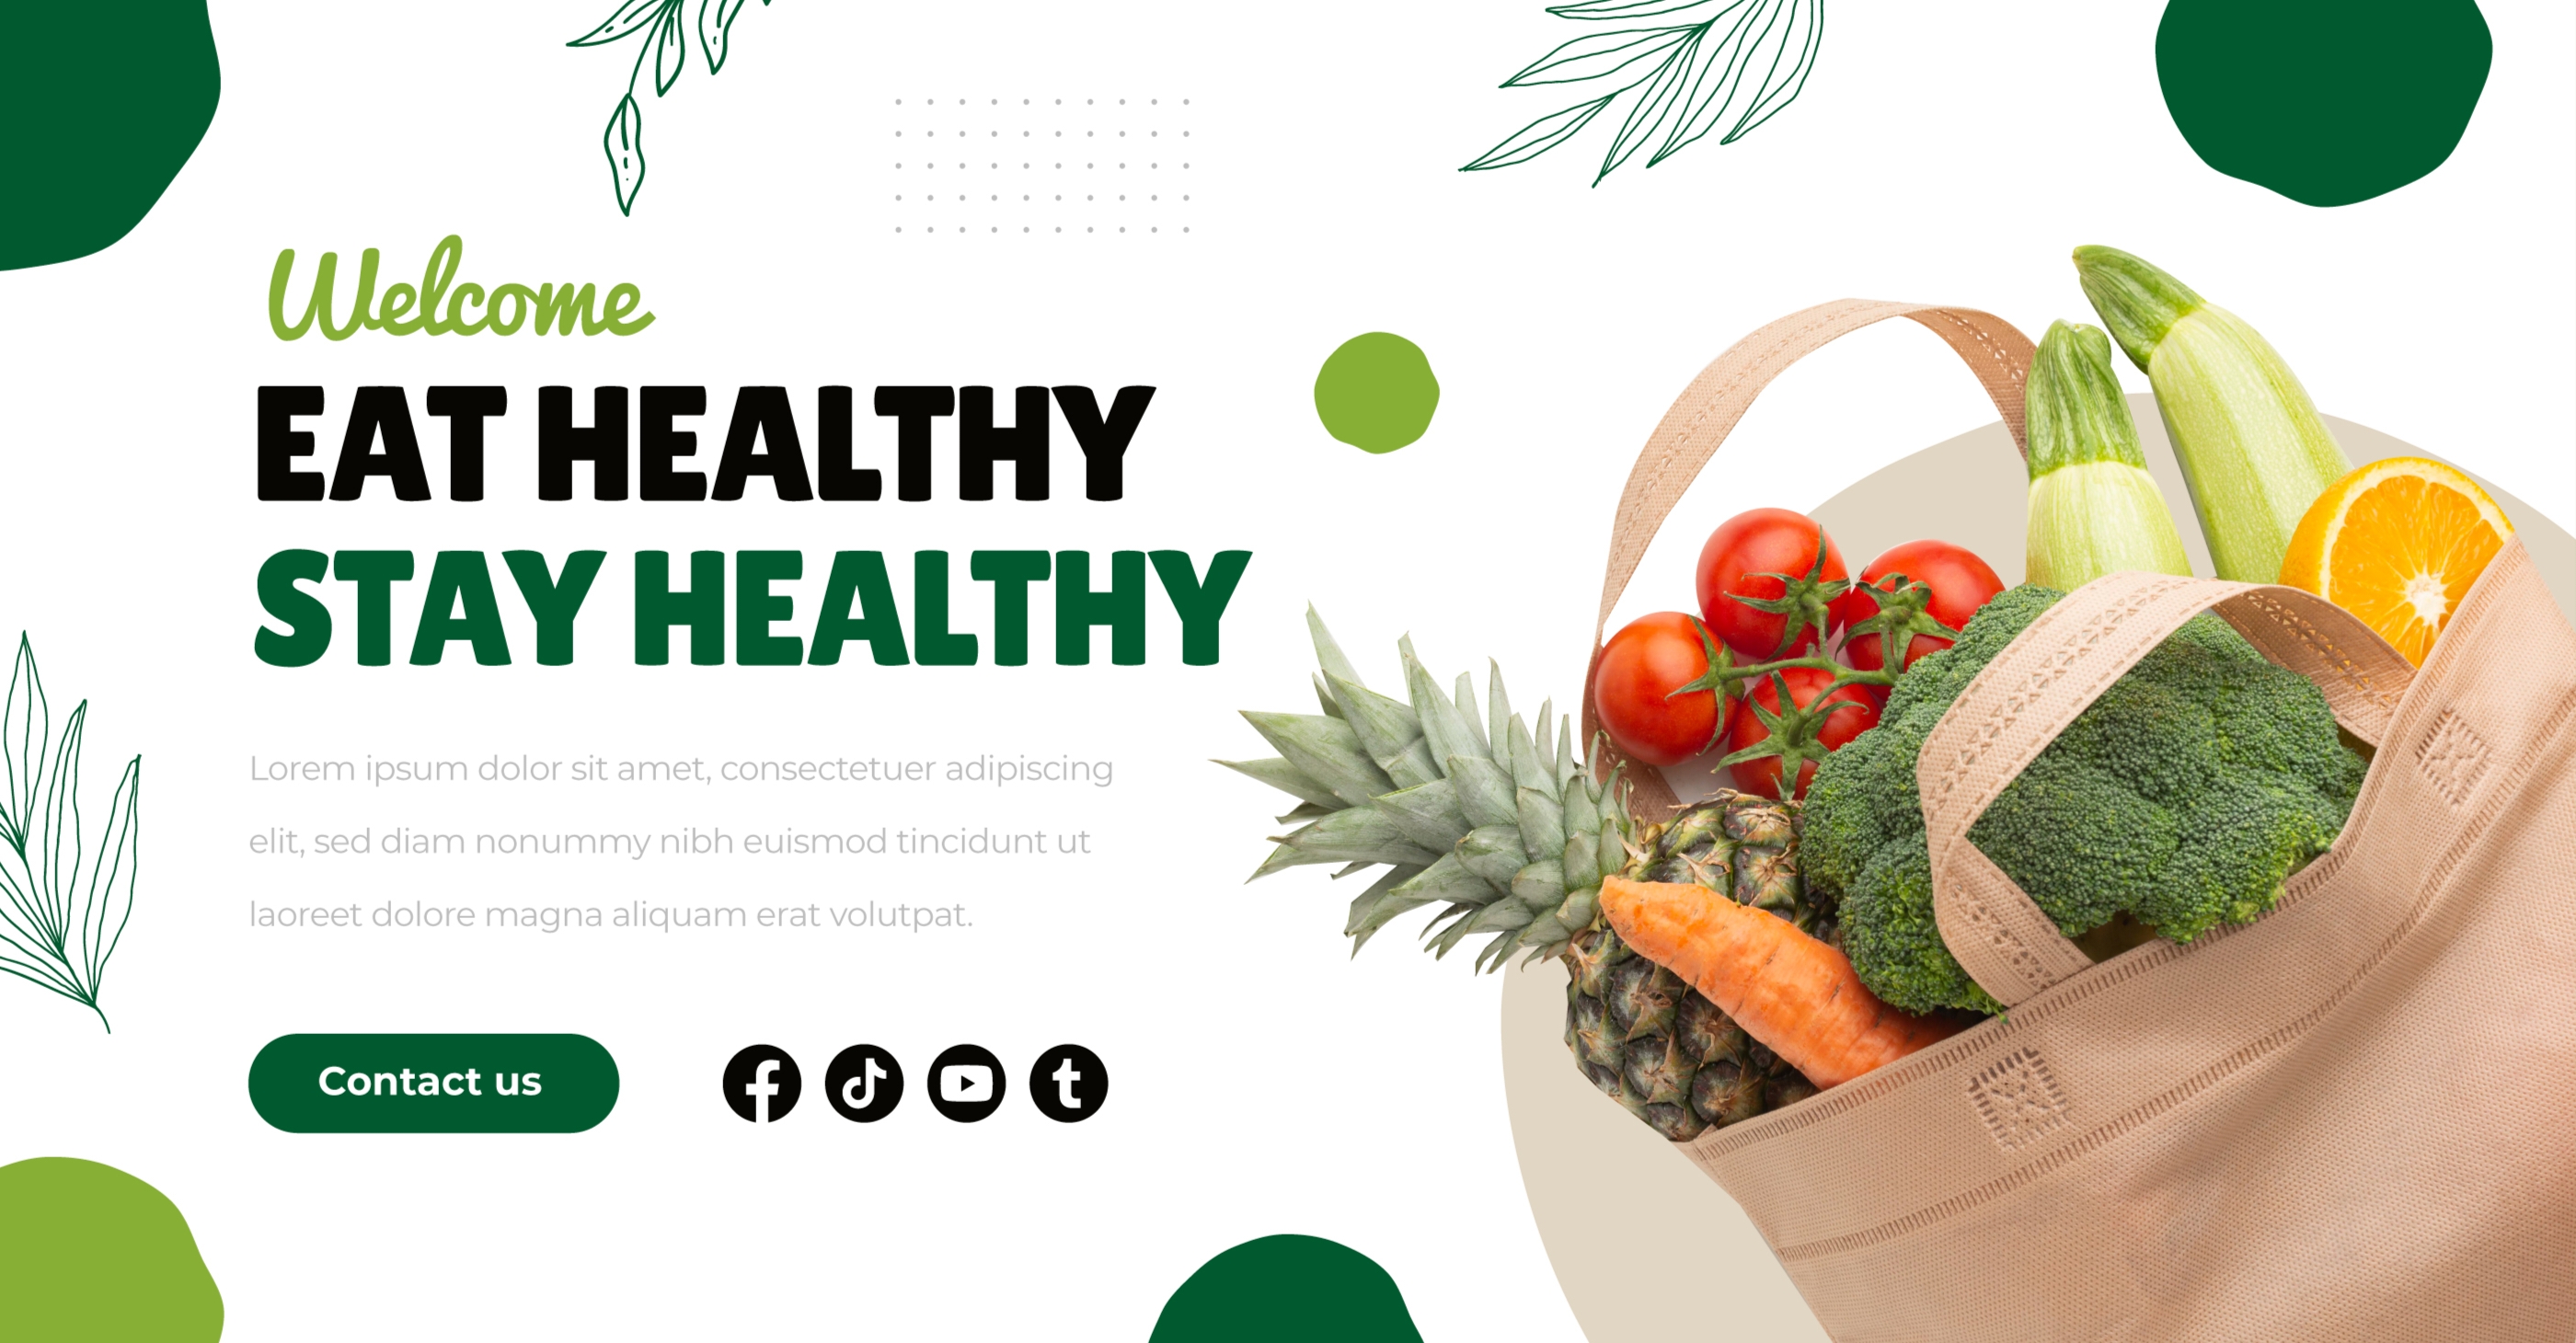 Welcome
EAT HEALTHY
STAY HEALTHY
Lorem ipsum dolor sit amet, consectetuer adipiscing
elit, sed diam nonummy nibh euismod tincidunt ut
laoreet dolore magna aliquam erat volutpat.
Contact us